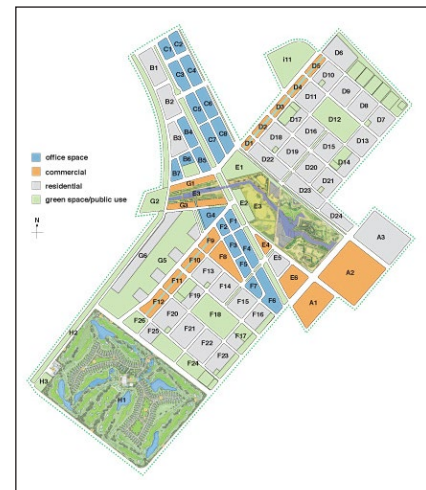 C1
C2
C3
C4
B1
B2
C5
C6
B3
B4
C7
C8
B6
B5
B7
i11
D6
D5
D10
D4
D9
D11
D8
D3
D17
D12
D7
D2
D18
D16
D13
D1
D19
D15
D22
D14
D20
D21
D23
D24
E1
G1
G2
E2
E3
G4
F1
F2
F3
E4
F9
F8
F4
E5
F5
G6
G5
F10
F13
F7
E6
F11
F14
F6
F12
F19
F15
F20
F18
F16
F26
F25
F21
F17
F22
F23
F24
A3
A2
A1
H2
H1
H3
office space
commercial
residential
green space/public use
N